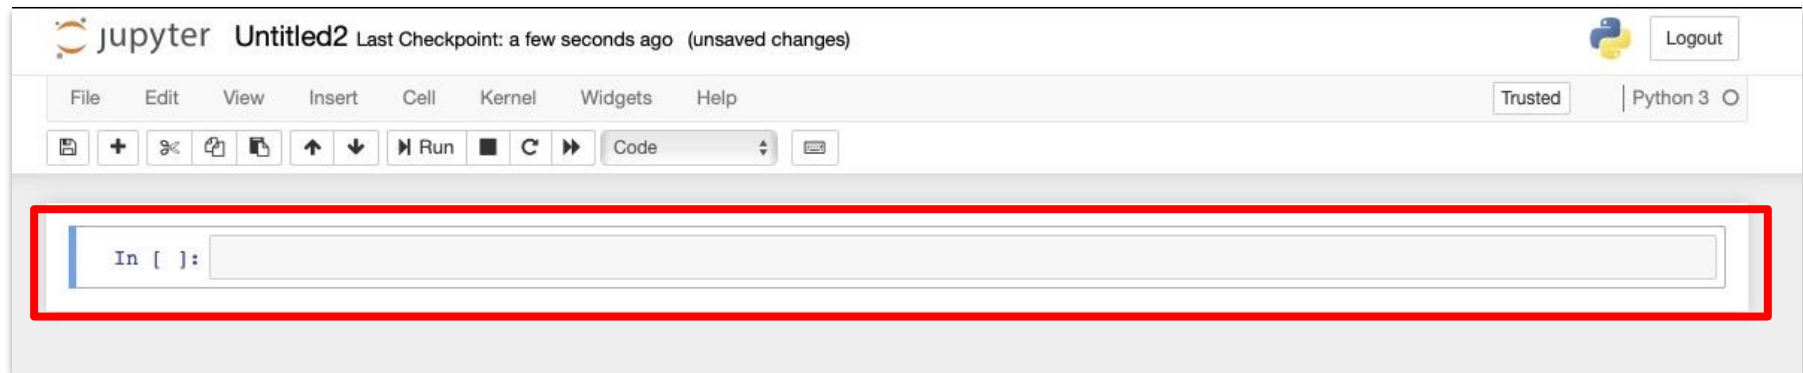 jupyter Untitled2 Last Checkpoint: a few seconds ago (unsaved changes) Logout
File Edit View Insert Cell Kernel Widgets Help Trusted Python 3
Run Code
In [ ]: